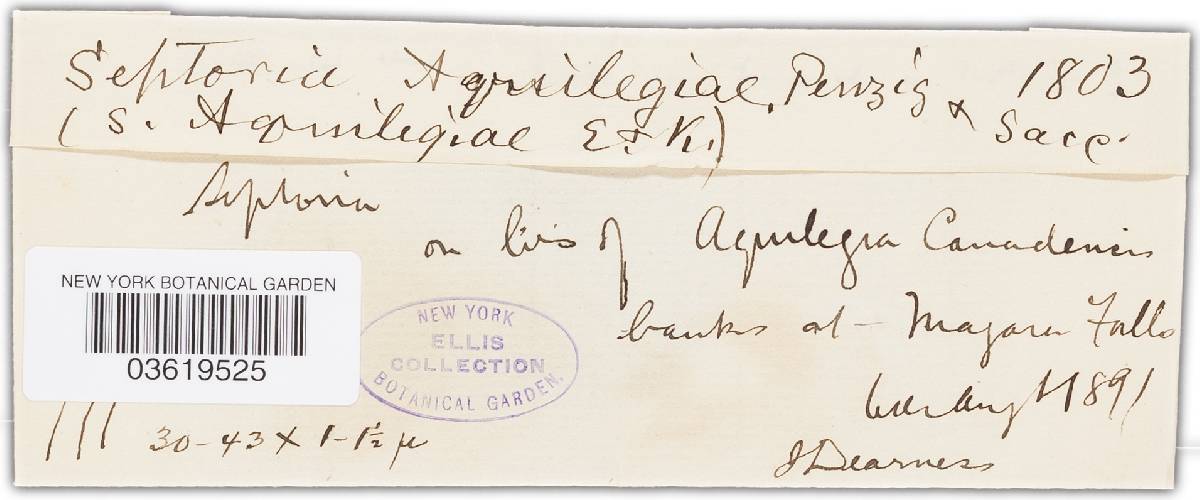 Septoria Aquilegiae, Penzig & 1803
(S. Aquilegiae E. & K.) Sacc.
Septoria
on lvs of Aquilegia Canadensis
banks at Niagara Falls
Aug 1891
J Dearness
NEW YORK BOTANICAL GARDEN
03619525
NEW YORK
ELLIS
COLLECTION
BOTANICAL GARDEN.
30-43 x 1-1½ µ